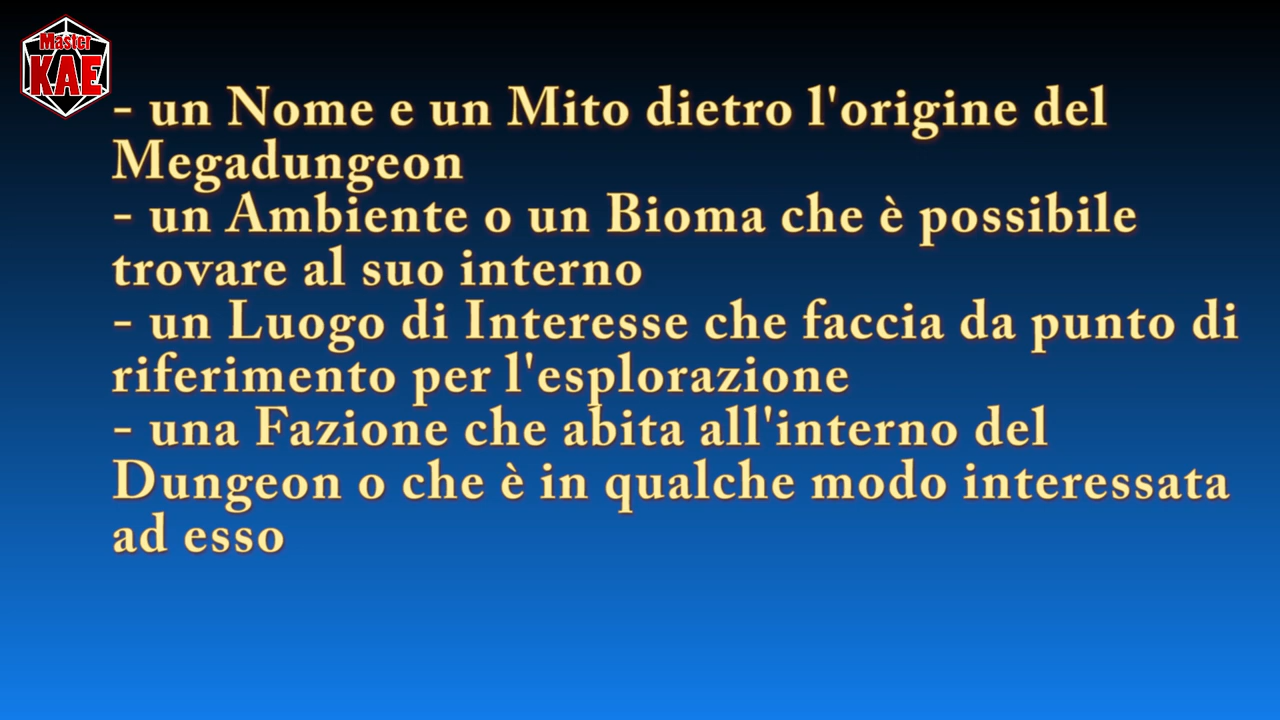 Master
KAE
- un Nome e un Mito dietro l'origine del
Megadungeon
- un Ambiente o un Bioma che è possibile
trovare al suo interno
- un Luogo di Interesse che faccia da punto di
riferimento per l'esplorazione
- una Fazione che abita all'interno del
Dungeon o che è in qualche modo interessata
ad esso